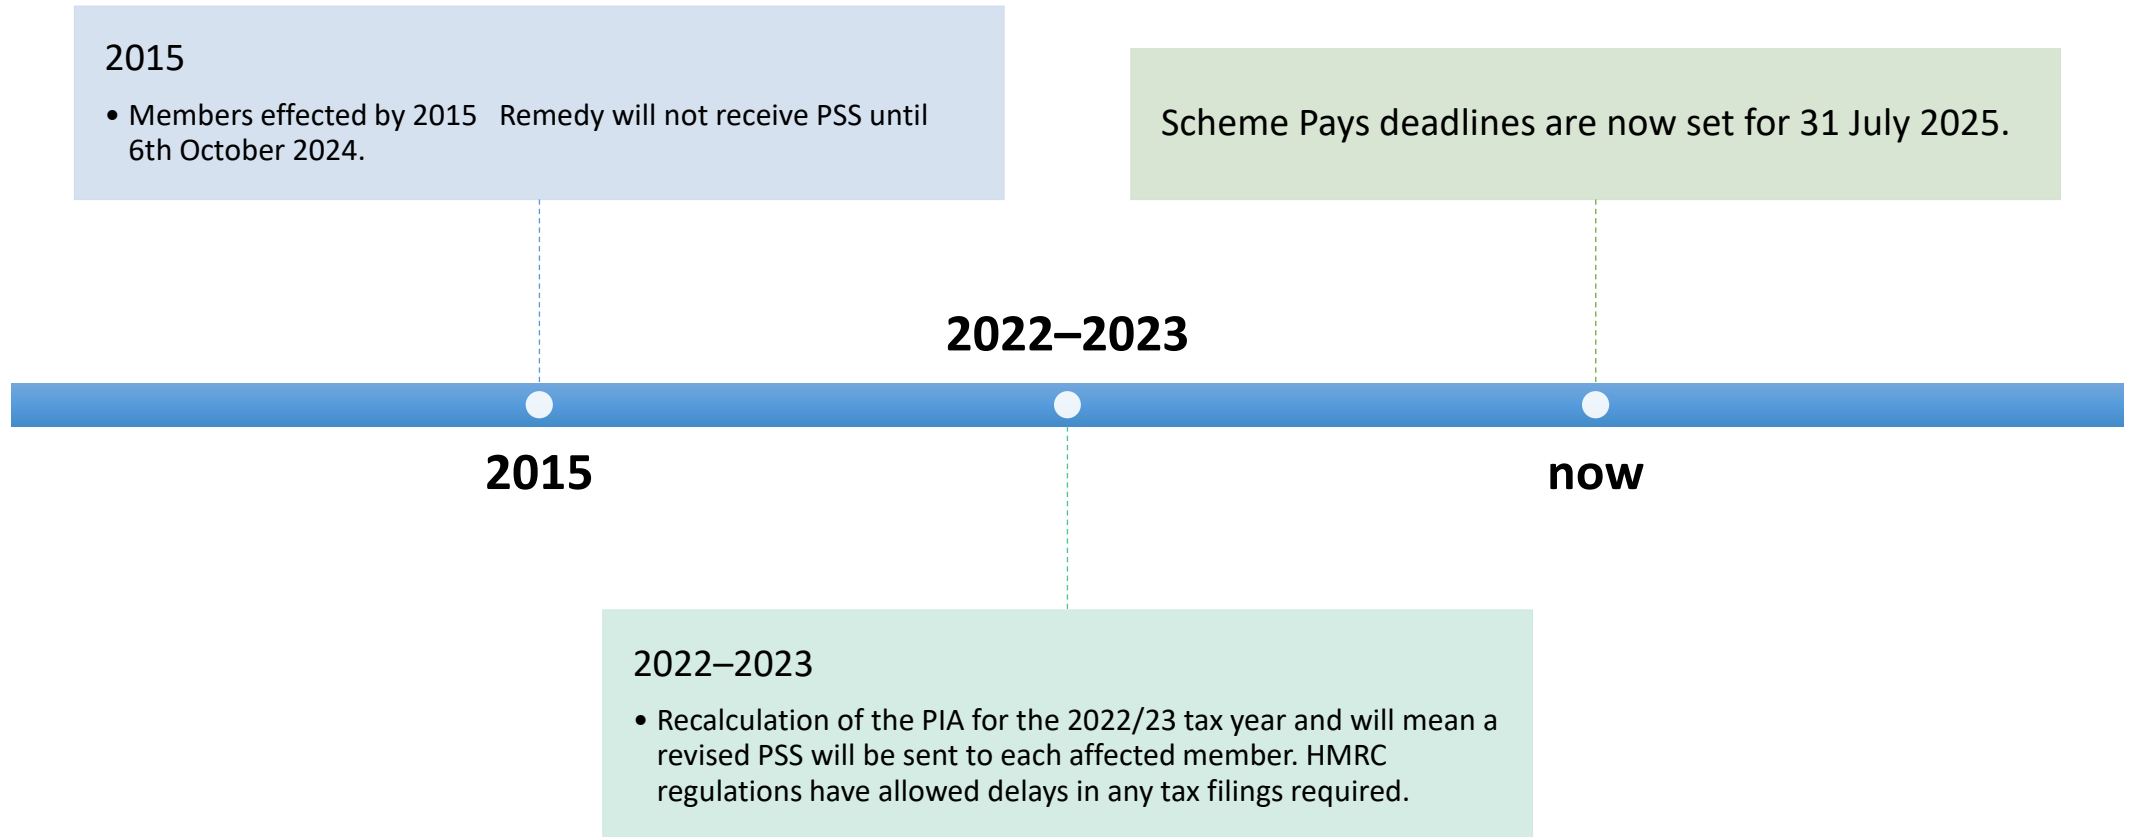 2015
• Members effected by 2015   Remedy will not receive PSS until
6th October 2024.
Scheme Pays deadlines are now set for 31 July 2025.
2022–2023
2015
now
2022–2023
• Recalculation of the PIA for the 2022/23 tax year and will mean a
revised PSS will be sent to each affected member. HMRC
regulations have allowed delays in any tax filings required.